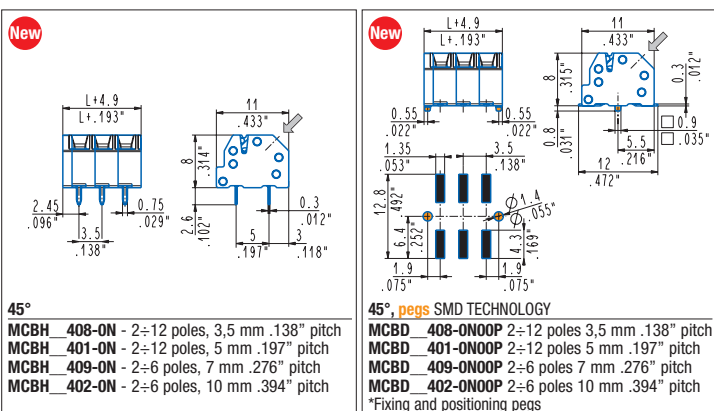 New
L+4.9
L+.193"
11
.433"
8
.314"
2.45
.096"
0.75
.029"
3.5
.138"
2.6
.102"
0.3
.012"
5
.197"
3
.118"
45°
MCBH__408-0N - 2÷12 poles, 3,5 mm .138” pitch
MCBH__401-0N - 2÷12 poles, 5 mm .197” pitch
MCBH__409-0N - 2÷6 poles, 7 mm .276” pitch
MCBH__402-0N - 2÷6 poles, 10 mm .394” pitch
New
L+4.9
L+.193"
11
.433"
8
.315"
0.3
.012"
0.55
.022"
0.55
.022"
0.8
.031"
0.9
.035"
5.5
.216"
12
.472"
1.35
.053"
3.5
.138"
12.8
492"
6.4
.252"
Ø1.4
Ø.055"
4.3
.169"
1.9
.075"
1.9
.075"
45°, pegs SMD TECHNOLOGY
MCBD__408-0N00P 2÷12 poles 3,5 mm .138” pitch
MCBD__401-0N00P 2÷12 poles 5 mm .197” pitch
MCBD__409-0N00P 2÷6 poles 7 mm .276” pitch
MCBD__402-0N00P 2÷6 poles 10 mm .394” pitch
*Fixing and positioning pegs